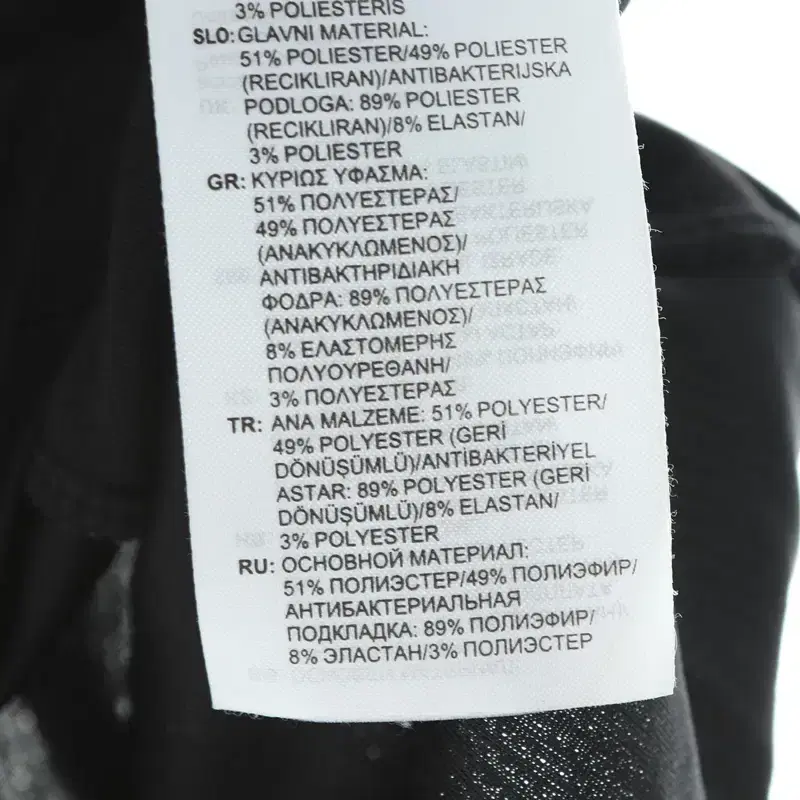 3% POLIESTERIS
SLO: GLAVNI MATERIAL:
51% POLIESTER/49% POLIESTER
(RECIKLIRAN)/ANTIBAKTERIJSKA
PODLOGA: 89% POLIESTER
(RECIKLIRAN)/8% ELASTAN/
3% POLIESTER
GR: ΚΥΡΙΩΣ ΥΦΑΣΜΑ:
51% ΠΟΛΥΕΣΤΕΡΑΣ/
49% ΠΟΛΥΕΣΤΕΡΑΣ
(ΑΝΑΚΥΚΛΩΜΕΝΟΣ)/
ΑΝΤΙΒΑΚΤΗΡΙΔΙΑΚΗ
ΦΟΔΡΑ: 89% ΠΟΛΥΕΣΤΕΡΑΣ
(ΑΝΑΚΥΚΛΩΜΕΝΟΣ)/
8% ΕΛΑΣΤΟΜΕΡΗΣ
ΠΟΛΥΟΥΡΕΘΑΝΗ/
3% ΠΟΛΥΕΣΤΕΡΑΣ
TR: ANA MALZEME: 51% POLYESTER/
49% POLYESTER (GERİ
DÖNÜŞÜMLÜ)/ANTİBAKTERİYEL
ASTAR: 89% POLYESTER (GERİ
DÖNÜŞÜMLÜ)/8% ELASTAN/
3% POLYESTER
RU: ОСНОВНОЙ МАТЕРИАЛ:
51% ПОЛИЭСТЕР/49% ПОЛИЭФИР/
АНТИБАКТЕРИАЛЬНАЯ
ПОДКЛАДКА: 89% ПОЛИЭФИР/
8% ЭЛАСТАН/3% ПОЛИЭСТЕР